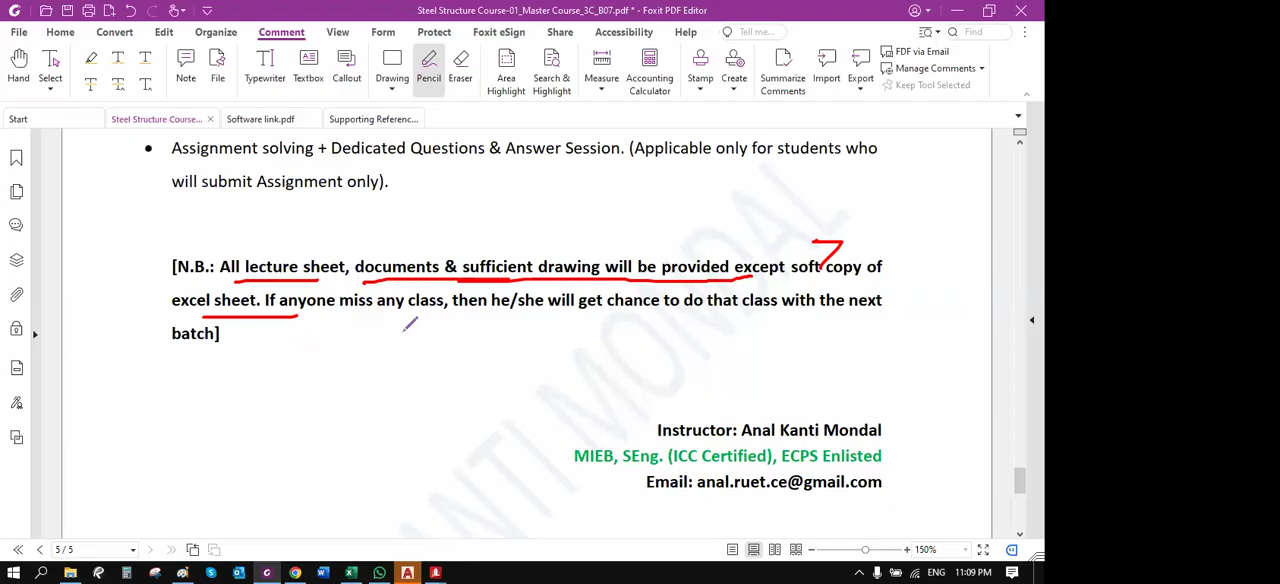 Steel Structure Course-01_Master Course_3C_B07.pdf * - Foxit PDF Editor
File Home Convert Edit Organize Comment View Form Protect Foxit eSign Share Accessibility Help Tell me... Find
Hand Select Note File Typewriter Textbox Callout Drawing Pencil Eraser Area Highlight Search & Highlight Measure Accounting Calculator Stamp Create Summarize Comments Import Export FDF via Email
Manage Comments
Keep Tool Selected
Start Steel Structure Course... Software link.pdf Supporting Referenc...
• Assignment solving + Dedicated Questions & Answer Session. (Applicable only for students who
will submit Assignment only).
[N.B.: All lecture sheet, documents & sufficient drawing will be provided except soft copy of
excel sheet. If anyone miss any class, then he/she will get chance to do that class with the next
batch]
Instructor: Anal Kanti Mondal
MIEB, SEng. (ICC Certified), ECPS Enlisted
Email: anal.ruet.ce@gmail.com
ANTI MONDAL
5 / 5 150%
ENG 11:09 PM